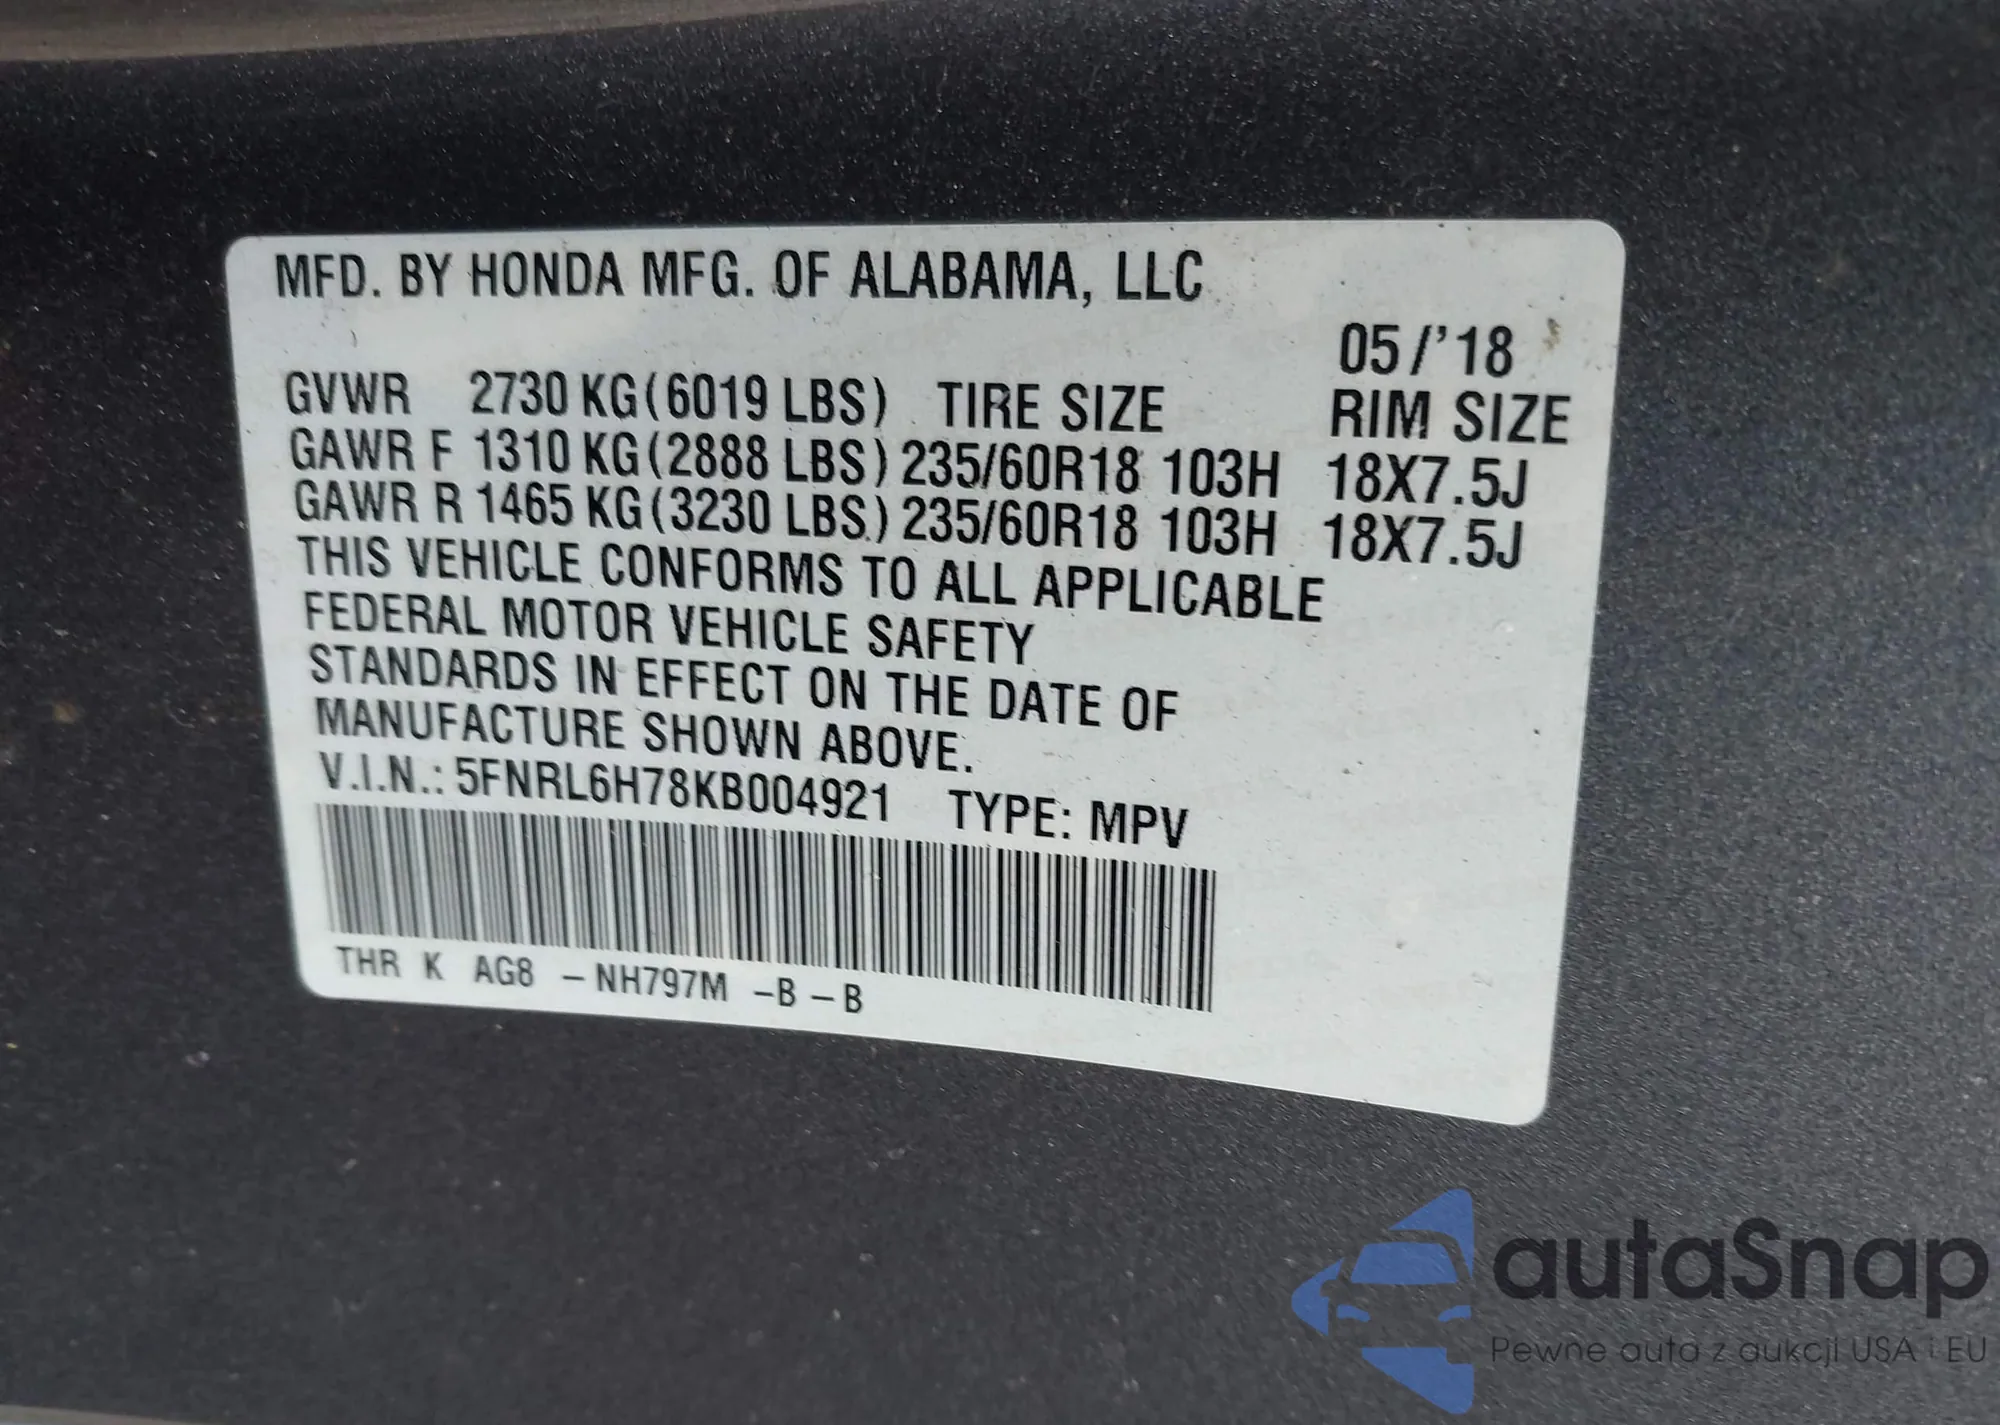 MFD. BY HONDA MFG. OF ALABAMA, LLC
05/'18
GVWR 2730 KG(6019 LBS) TIRE SIZE RIM SIZE
GAWR F 1310 KG(2888 LBS) 235/60R18 103H 18X7.5J
GAWR R 1465 KG(3230 LBS) 235/60R18 103H 18X7.5J
THIS VEHICLE CONFORMS TO ALL APPLICABLE
FEDERAL MOTOR VEHICLE SAFETY
STANDARDS IN EFFECT ON THE DATE OF
MANUFACTURE SHOWN ABOVE.
V.I.N.: 5FNRL6H78KB004921 TYPE: MPV
THR K AG8 –NH797M –B–B
autaSnap
Pewne auta z aukcji USA i EU